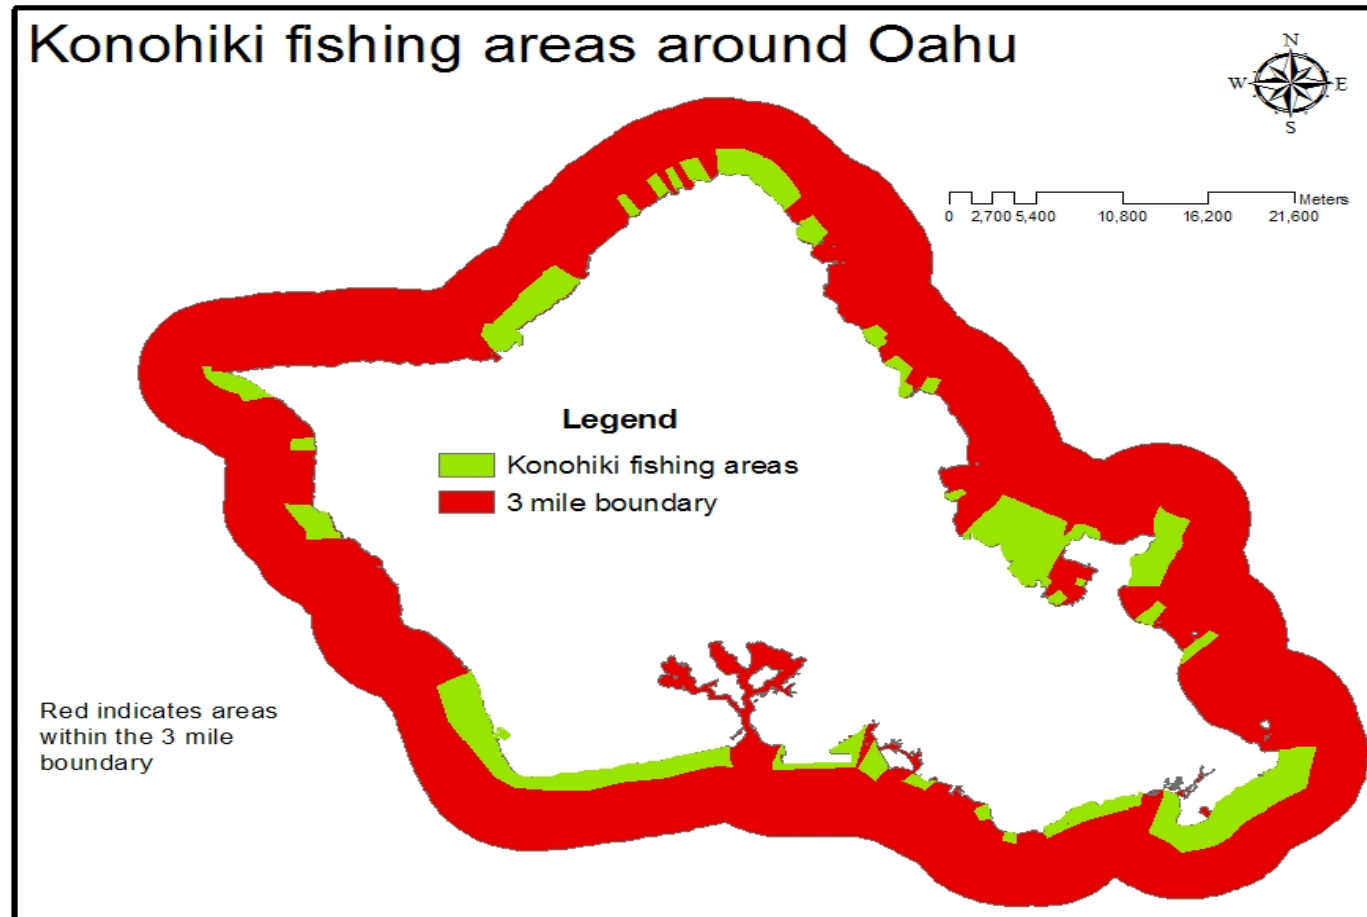 Konohiki fishing areas around Oahu
N
W E
S
Meters
0 2,700 5,400 10,800 16,200 21,600
Legend
Konohiki fishing areas
3 mile boundary
Red indicates areas
within the 3 mile
boundary